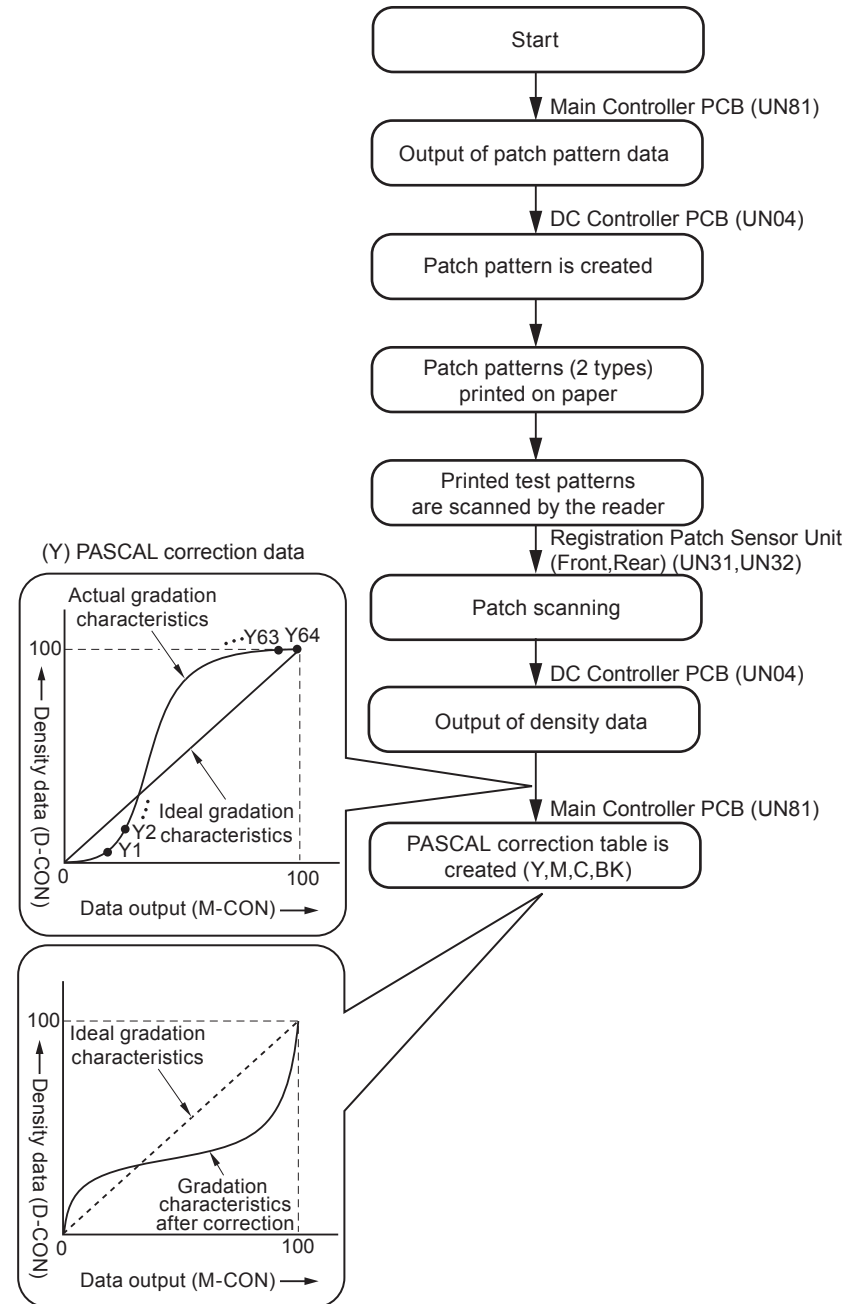 Start
Main Controller PCB (UN81)
Output of patch pattern data
DC Controller PCB (UN04)
Patch pattern is created
Patch patterns (2 types)
printed on paper
Printed test patterns
are scanned by the reader
Registration Patch Sensor Unit
(Front,Rear) (UN31,UN32)
Patch scanning
DC Controller PCB (UN04)
Output of density data
Main Controller PCB (UN81)
PASCAL correction table is
created (Y,M,C,BK)
(Y) PASCAL correction data
Actual gradation
characteristics
Y63 Y64
100
Density data (D-CON)
Ideal gradation
characteristics
Y2
Y1
0
100
Data output (M-CON)
100
Ideal gradation
characteristics
Density data (D-CON)
Gradation
characteristics
after correction
0
100
Data output (M-CON)